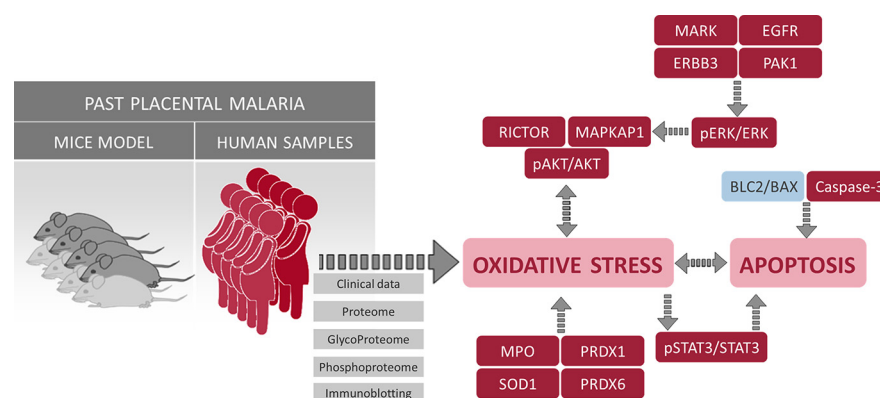 PAST PLACENTAL MALARIA
MICE MODEL
HUMAN SAMPLES
Clinical data
Proteome
GlycoProteome
Phosphoproteome
Immunoblotting
MARK
EGFR
ERBB3
PAK1
RICTOR
MAPKAP1
pERK/ERK
pAKT/AKT
BLC2/BAX
Caspase-3
OXIDATIVE STRESS
APOPTOSIS
MPO
PRDX1
pSTAT3/STAT3
SOD1
PRDX6